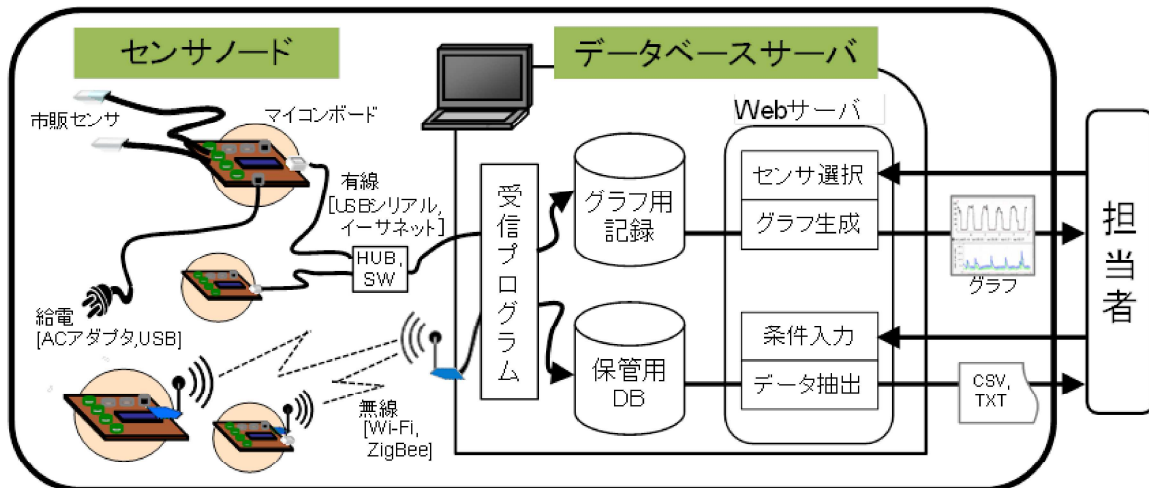 センサノード
データベースサーバ
市販センサ
マイコンボード
有線
[USBシリアル,
イーサネット]
HUB,
SW
給電
[ACアダプタ,USB]
無線
[Wi-Fi,
ZigBee]
受信プログラム
グラフ用
記録
保管用
DB
Webサーバ
センサ選択
グラフ生成
条件入力
データ抽出
グラフ
CSV,
TXT
担当者